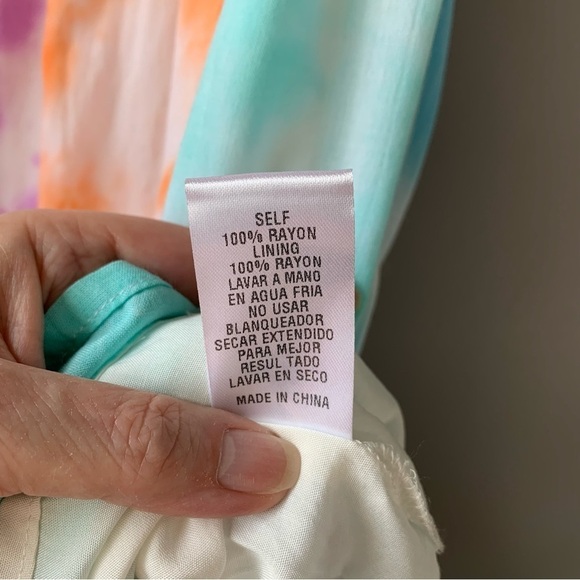 SELF
100% RAYON
LINING
100% RAYON
LAVAR A MANO
EN AGUA FRIA
NO USAR
BLANQUEADOR
SECAR EXTENDIDO
PARA MEJOR
RESUL TADO
LAVAR EN SECO
MADE IN CHINA